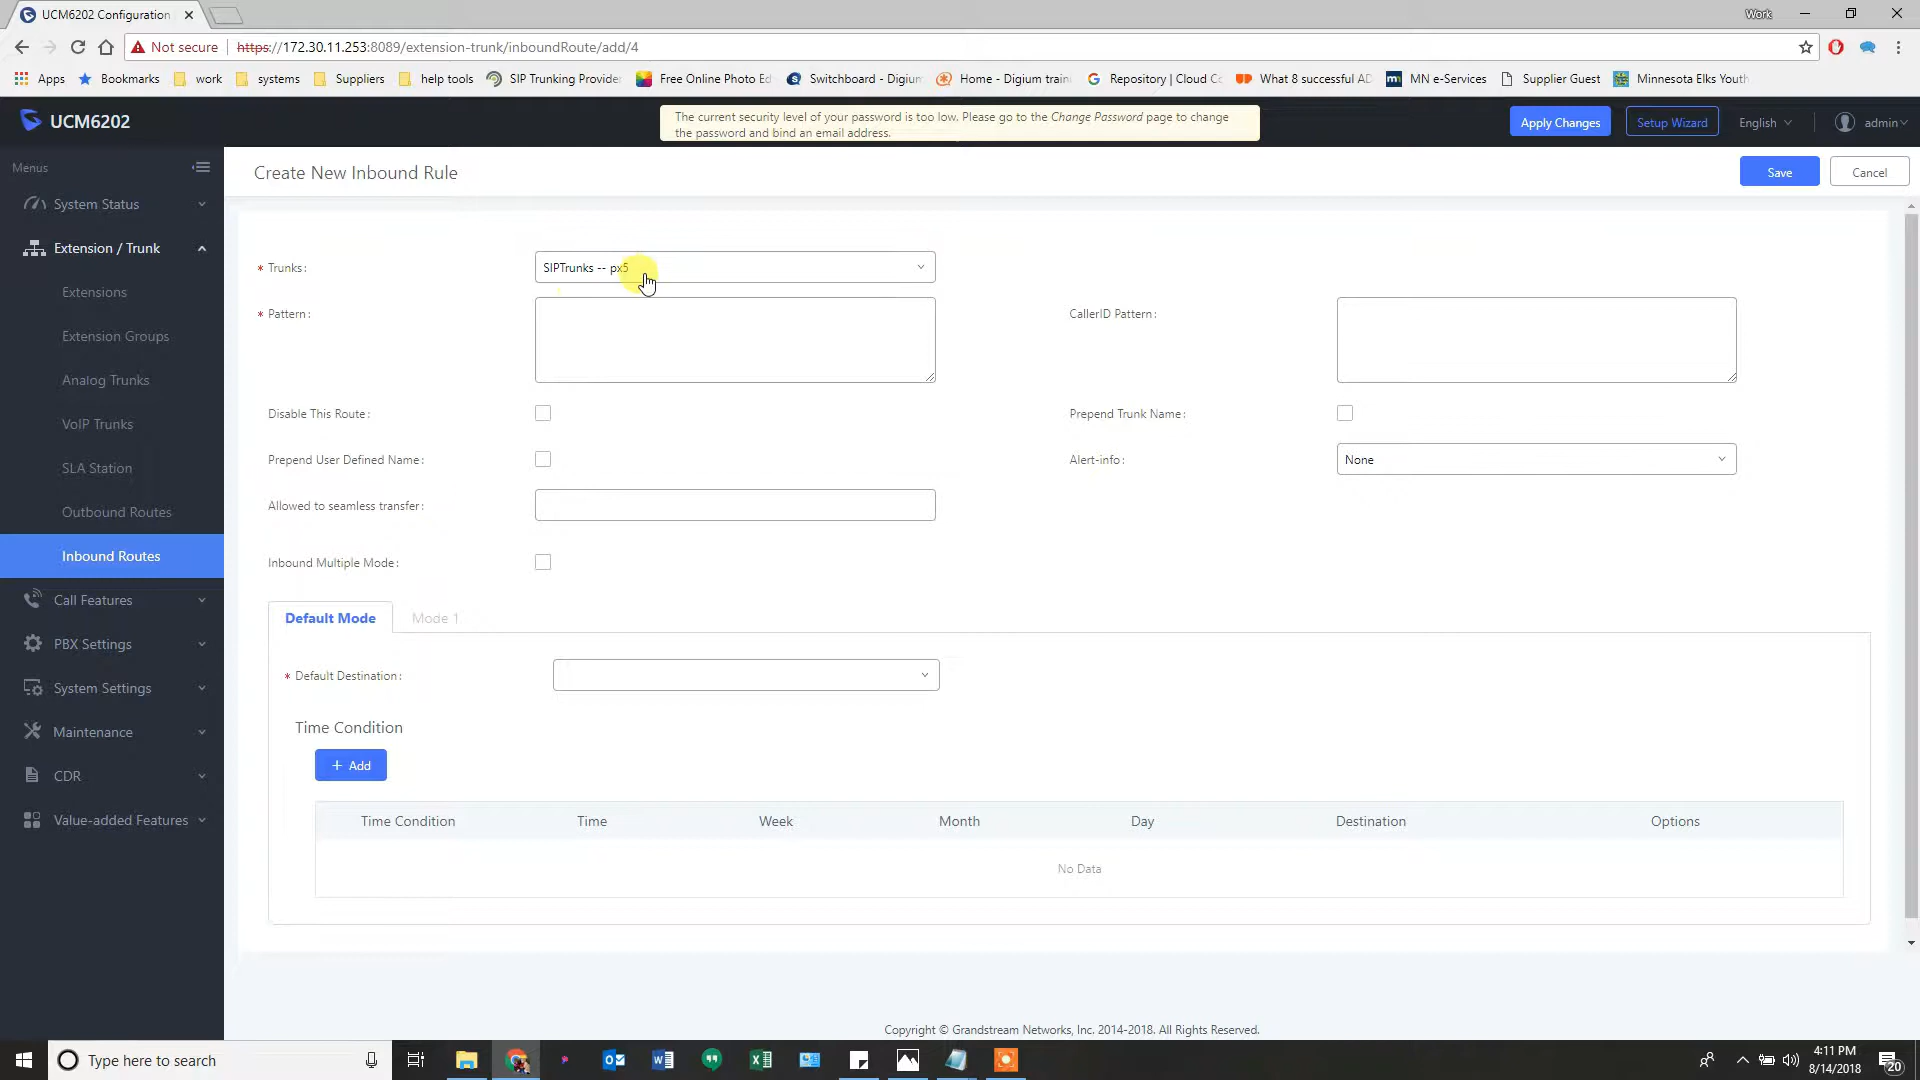 UCM6202 Configuration
Work
Not secure
https://172.30.11.253:8089/extension-trunk/inboundRoute/add/4
Apps Bookmarks work systems Suppliers help tools SIP Trunking Provide Free Online Photo Ed Switchboard - Digium Home - Digium train Repository | Cloud Co What 8 successful AD MN e-Services Supplier Guest Minnesota Elks Youth
UCM6202
The current security level of your password is too low. Please go to the Change Password page to change
the password and bind an email address.
Apply Changes
Setup Wizard
English
admin
Menus
System Status
Extension / Trunk
Extensions
Extension Groups
Analog Trunks
VoIP Trunks
SLA Station
Outbound Routes
Inbound Routes
Call Features
PBX Settings
System Settings
Maintenance
CDR
Value-added Features
Create New Inbound Rule
Save
Cancel
* Trunks:
SIPTrunks -- px5
* Pattern:
CallerID Pattern:
Disable This Route:
Prepend Trunk Name:
Prepend User Defined Name:
Alert-info:
None
Allowed to seamless transfer:
Inbound Multiple Mode:
Default Mode
Mode 1
* Default Destination:
Time Condition
+ Add
Time Condition Time Week Month Day Destination Options
No Data
Copyright © Grandstream Networks, Inc. 2014-2018. All Rights Reserved.
Type here to search
4:11 PM
8/14/2018
20